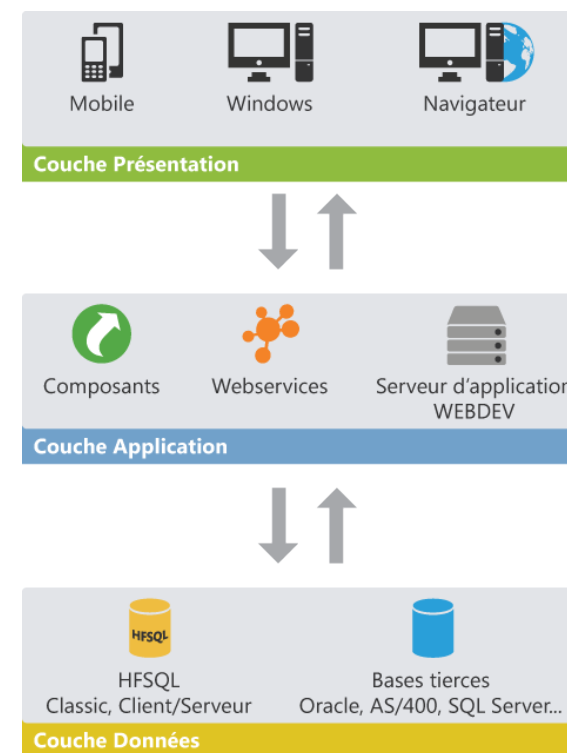 Mobile
Windows
Navigateur
Couche Présentation
Composants
Webservices
Serveur d'application
WEBDEV
Couche Application
HFSQL
HFSQL
Classic, Client/Serveur
Bases tierces
Oracle, AS/400, SQL Server...
Couche Données